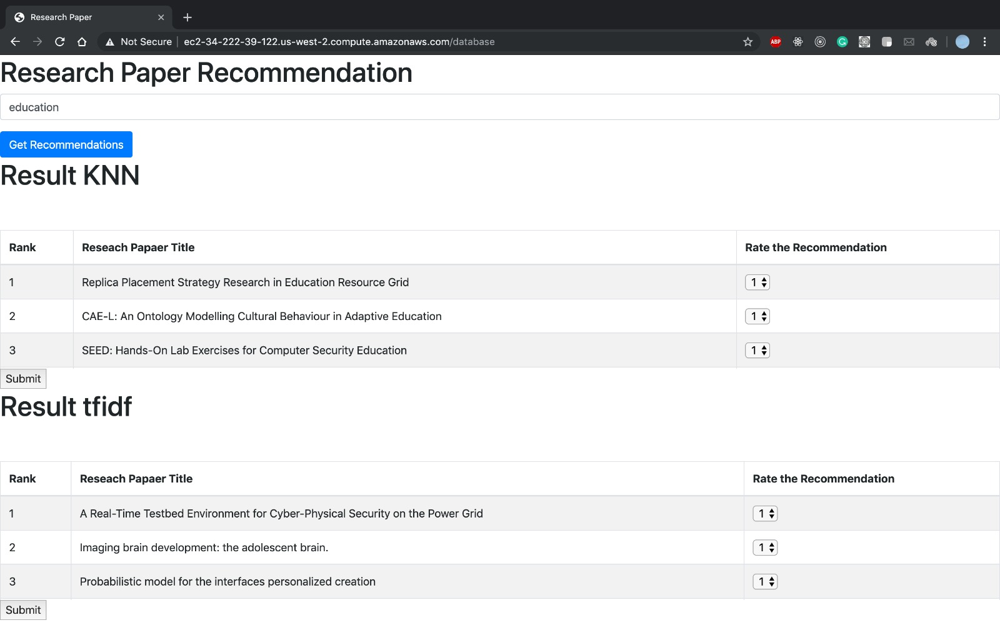 Research Paper
Not Secure ec2-34-222-39-122.us-west-2.compute.amazonaws.com/database
ABP
G
Research Paper Recommendation
education
Get Recommendations
Result KNN
Rank Reseach Papaer Title Rate the Recommendation
1 Replica Placement Strategy Research in Education Resource Grid 1
2 CAE-L: An Ontology Modelling Cultural Behaviour in Adaptive Education 1
3 SEED: Hands-On Lab Exercises for Computer Security Education 1
Submit
Result tfidf
Rank Reseach Papaer Title Rate the Recommendation
1 A Real-Time Testbed Environment for Cyber-Physical Security on the Power Grid 1
2 Imaging brain development: the adolescent brain. 1
3 Probabilistic model for the interfaces personalized creation 1
Submit